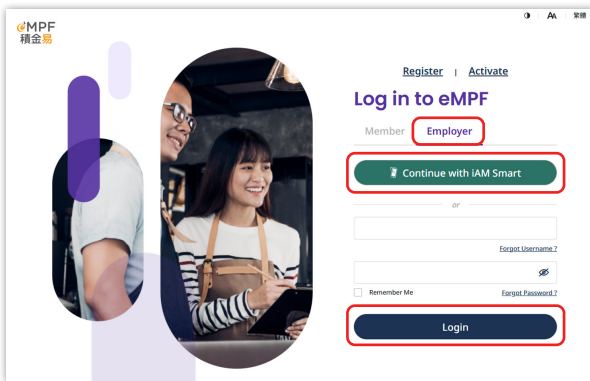 eMPF
積金易
AA
繁體
Register | Activate
Log in to eMPF
Member
Employer
Continue with iAM Smart
or
Forgot Username ?
Remember Me
Forgot Password ?
Login